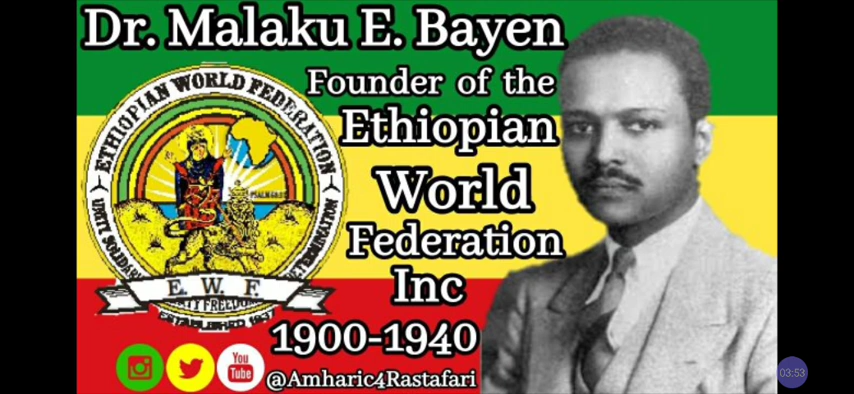 Dr. Malaku E. Bayen
Founder of the
Ethiopian
World
Federation
Inc
1900-1940
@Amharic4Rastafari
ETHIOPIAN WORLD FEDERATION
E. W. F.
ESTABLISHED 1937
You
Tube
03:53